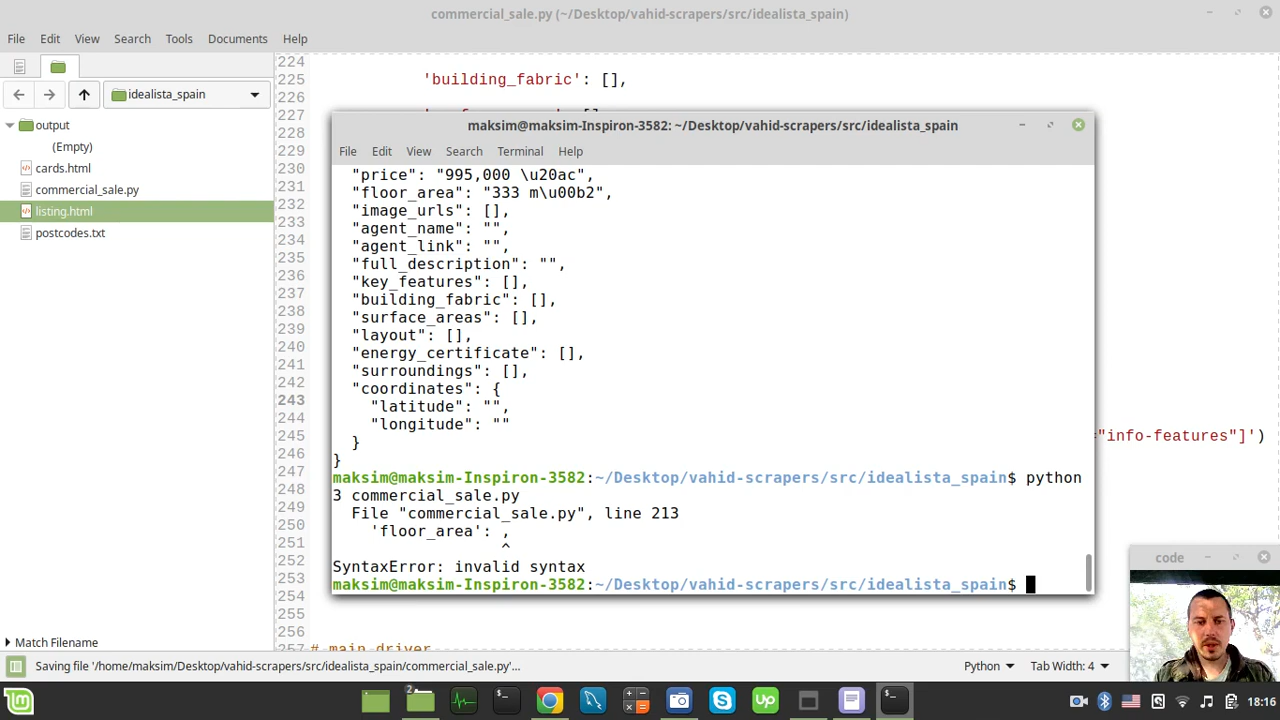 commercial_sale.py (~/Desktop/vahid-scrapers/src/idealista_spain)
File Edit View Search Tools Documents Help
idealista_spain
output
(Empty)
cards.html
commercial_sale.py
listing.html
postcodes.txt
Match Filename
224
225 'building_fabric': [],
226
227
228
229
230
231
232
233
234
235
236
237
238
239
240
241
242
243
244
245 ="info-features"]')
246
247
248
249
250
251
252
253
254
255
256
257 # main driver
maksim@maksim-Inspiron-3582: ~/Desktop/vahid-scrapers/src/idealista_spain
File Edit View Search Terminal Help
"price": "995,000 \u20ac",
"floor_area": "333 m\u00b2",
"image_urls": [],
"agent_name": "",
"agent_link": "",
"full_description": "",
"key_features": [],
"building_fabric": [],
"surface_areas": [],
"layout": [],
"energy_certificate": [],
"surroundings": [],
"coordinates": {
"latitude": "",
"longitude": ""
}
}
maksim@maksim-Inspiron-3582:~/Desktop/vahid-scrapers/src/idealista_spain$ python
3 commercial_sale.py
File "commercial_sale.py", line 213
'floor_area': ,
^
SyntaxError: invalid syntax
maksim@maksim-Inspiron-3582:~/Desktop/vahid-scrapers/src/idealista_spain$
code
Saving file '/home/maksim/Desktop/vahid-scrapers/src/idealista_spain/commercial_sale.py'...
Python
Tab Width: 4
2
18:16